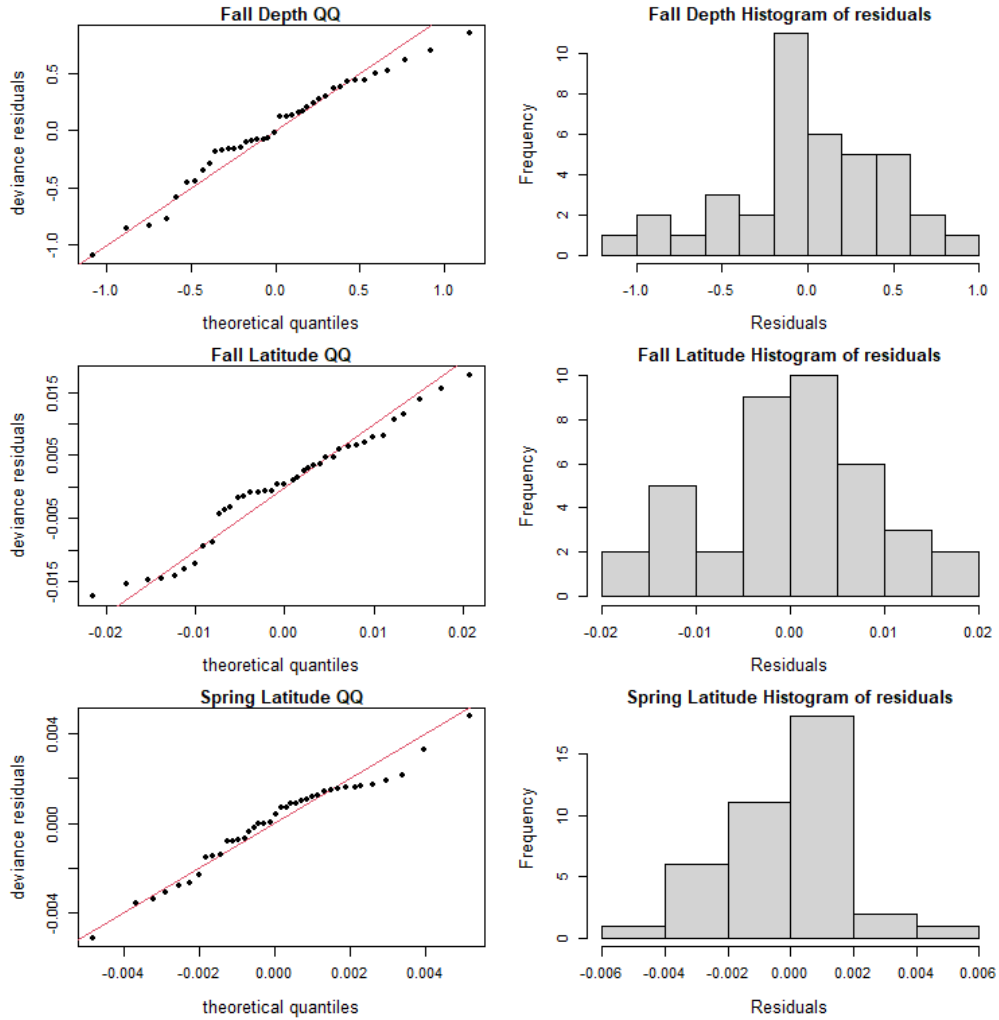 Fall Depth QQ
deviance residuals
0.5
0.0
-0.5
-1.0
-1.0 -0.5 0.0 0.5 1.0
theoretical quantiles
Fall Depth Histogram of residuals
Frequency
10
8
6
4
2
0
-1.0 -0.5 0.0 0.5 1.0
Residuals
Fall Latitude QQ
deviance residuals
0.015
0.005
-0.005
-0.015
-0.02 -0.01 0.00 0.01 0.02
theoretical quantiles
Fall Latitude Histogram of residuals
Frequency
10
8
6
4
2
0
-0.02 -0.01 0.00 0.01 0.02
Residuals
Spring Latitude QQ
deviance residuals
0.004
0.000
-0.004
-0.004 -0.002 0.000 0.002 0.004
theoretical quantiles
Spring Latitude Histogram of residuals
Frequency
15
10
5
0
-0.006 -0.004 -0.002 0.000 0.002 0.004 0.006
Residuals